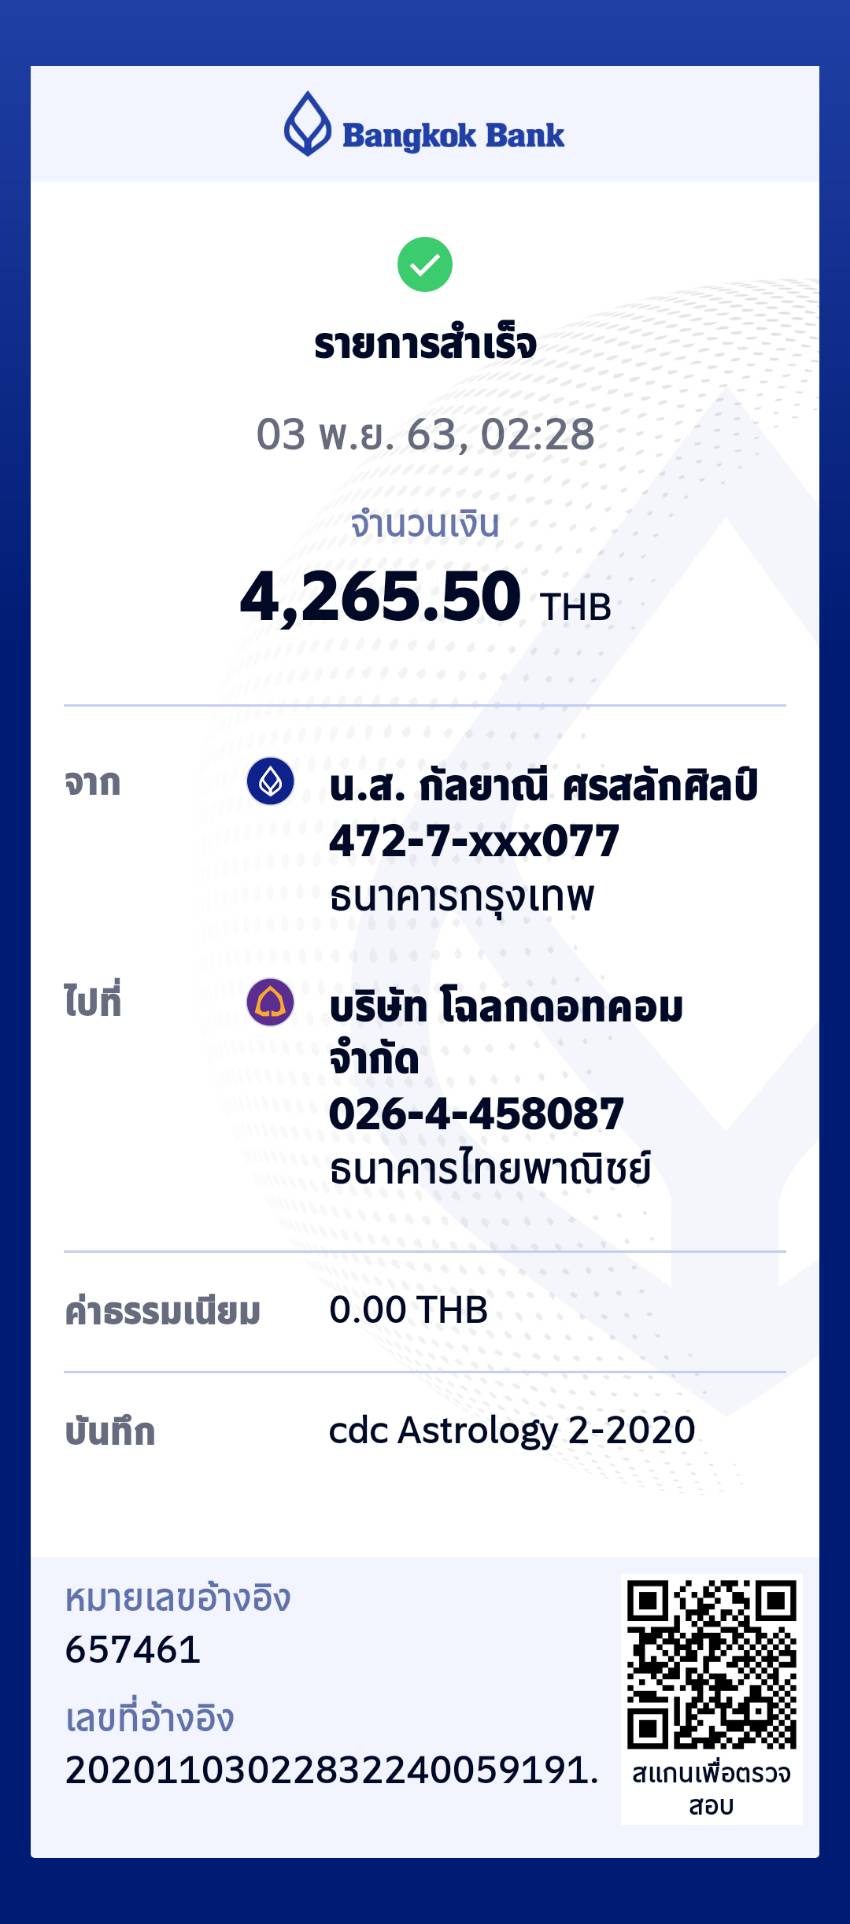 Bangkok Bank
รายการสำเร็จ
03 พ.ย. 63, 02:28
จำนวนเงิน
4,265.50 THB
จาก
น.ส. กัลยาณี ศรสลักศิลป์
472-7-xxx077
ธนาคารกรุงเทพ
ไปที่
บริษัท โฉลกดอทคอม
จำกัด
026-4-458087
ธนาคารไทยพาณิชย์
ค่าธรรมเนียม
0.00 THB
บันทึก
cdc Astrology 2-2020
หมายเลขอ้างอิง
657461
เลขที่อ้างอิง
2020110302283224005919​1.
สแกนเพื่อตรวจ
สอบ